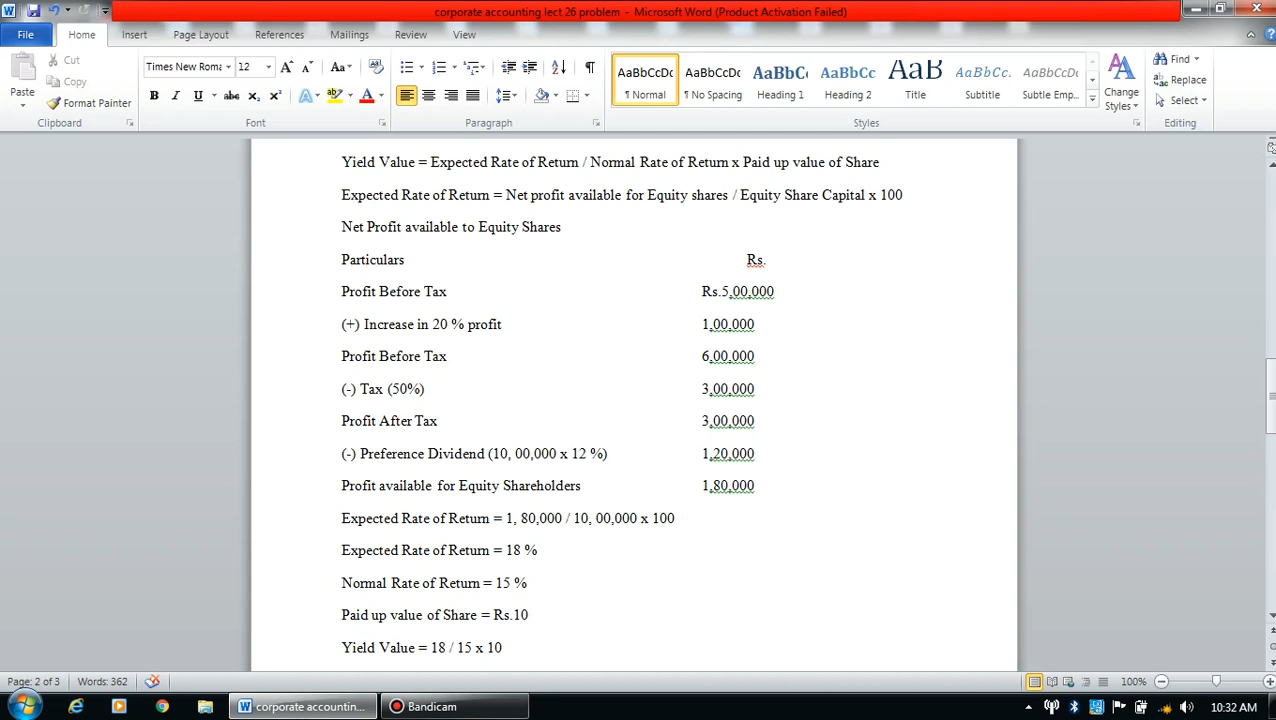 corporate accounting lect 26 problem - Microsoft Word (Product Activation Failed)
File Home Insert Page Layout References Mailings Review View
Paste Cut Copy Format Painter Clipboard
Times New Roma 12 Font
Paragraph
AaBbCcDc ¶ Normal AaBbCcDc ¶ No Spacing AaBbC Heading 1 AaBbCc Heading 2 AaB Title AaBbCcI Subtitle AaBbCcDc Subtle Emp... Styles
Change Styles
Find Replace Select Editing
Yield Value = Expected Rate of Return / Normal Rate of Return x Paid up value of Share
Expected Rate of Return = Net profit available for Equity shares / Equity Share Capital x 100
Net Profit available to Equity Shares
Particulars Rs.
Profit Before Tax Rs.5,00,000
(+) Increase in 20 % profit 1,00,000
Profit Before Tax 6,00,000
(-) Tax (50%) 3,00,000
Profit After Tax 3,00,000
(-) Preference Dividend (10, 00,000 x 12 %) 1,20,000
Profit available for Equity Shareholders 1,80,000
Expected Rate of Return = 1, 80,000 / 10, 00,000 x 100
Expected Rate of Return = 18 %
Normal Rate of Return = 15 %
Paid up value of Share = Rs.10
Yield Value = 18 / 15 x 10
Page: 2 of 3 Words: 362 100%
corporate accountin... Bandicam 10:32 AM